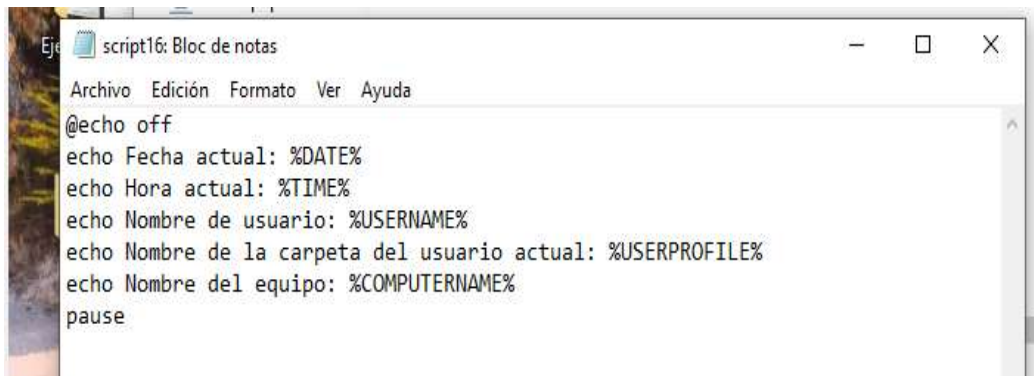 Eje
script16: Bloc de notas
Archivo Edición Formato Ver Ayuda
@echo off
echo Fecha actual: %DATE%
echo Hora actual: %TIME%
echo Nombre de usuario: %USERNAME%
echo Nombre de la carpeta del usuario actual: %USERPROFILE%
echo Nombre del equipo: %COMPUTERNAME%
pause